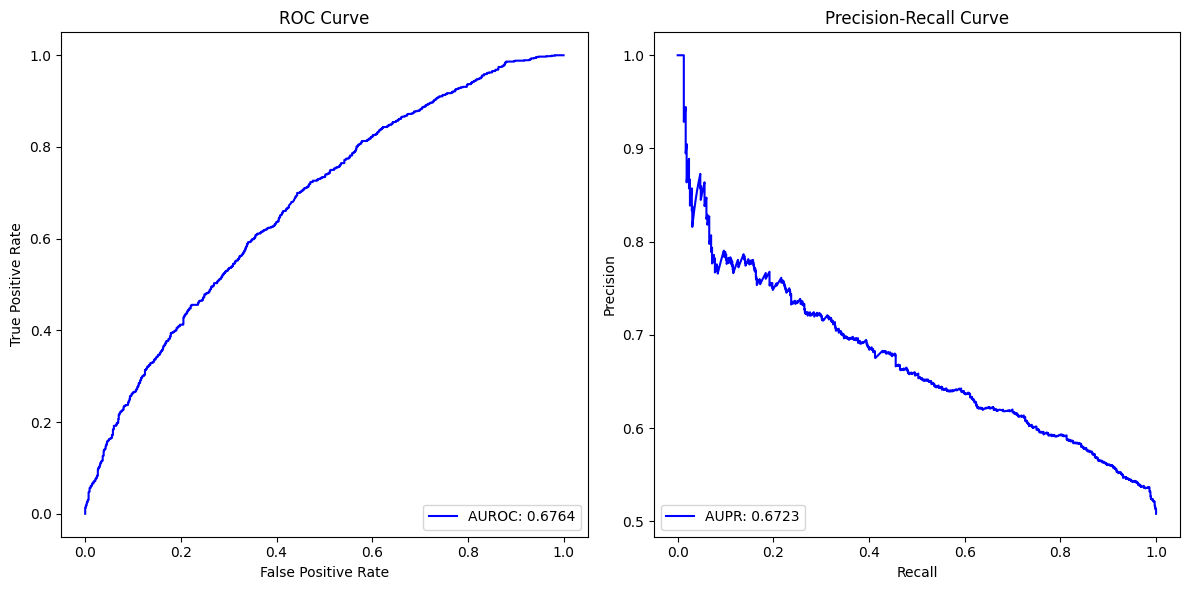 ROC Curve
1.0
0.8
0.6
0.4
0.2
0.0
True Positive Rate
0.0 0.2 0.4 0.6 0.8 1.0
False Positive Rate
AUROC: 0.6764
Precision-Recall Curve
1.0
0.9
0.8
0.7
0.6
0.5
Precision
0.0 0.2 0.4 0.6 0.8 1.0
Recall
AUPR: 0.6723